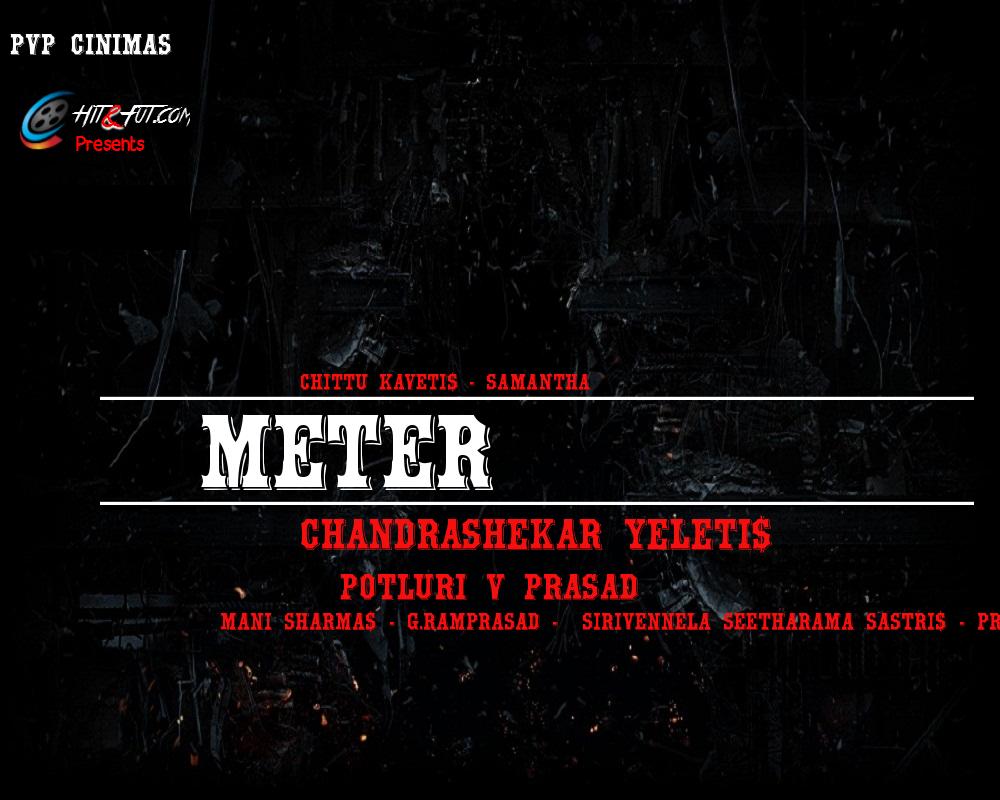 PVP CINIMAS
HIT&FUT.COM
Presents
CHITTU KAVETI$ - SAMANTHA
METER
CHANDRASHEKAR YELETI$
POTLURI V PRASAD
MANI SHARMA$ - G.RAMPRASAD - SIRIVENNELA SEETHARAMA SASTRI$ - PR